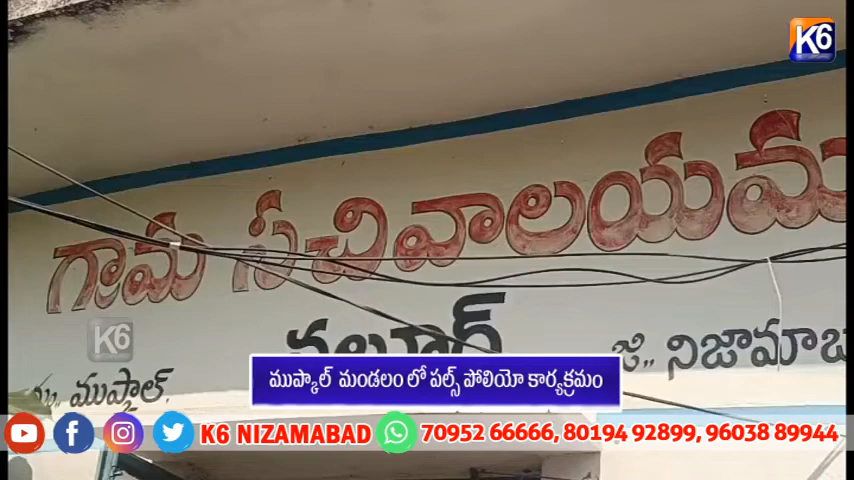 K6
గ్రామ సచివాలయము
K6
మం. ముప్కాల్. జి.. నిజామాబా
ముప్కాల్ మండలం లో పల్స్ పోలియో కార్యక్రమం
K6 NIZAMABAD 70952 66666, 80194 92899, 96038 89944